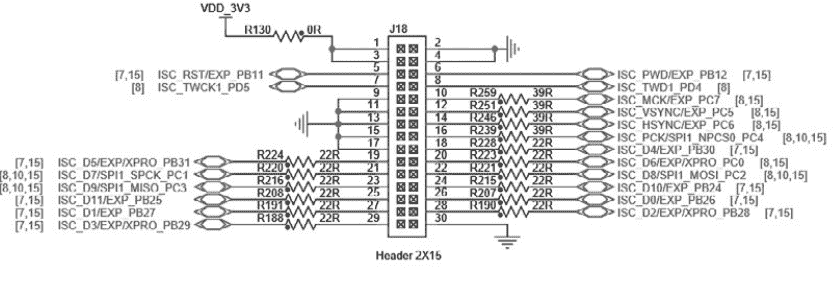 VDD_3V3
R130 0R J18
1 2
3 4
[7,15] ISC_RST/EXP_PB11 5 6 ISC_PWD/EXP_PB12 [7,15]
[8] ISC_TWCK1_PD5 7 8 ISC_TWD1_PD4 [8]
9 10 R259 39R ISC_MCK/EXP_PC7 [8,15]
11 12 R251 39R ISC_VSYNC/EXP_PC5 [8,15]
13 14 R246 39R ISC_HSYNC/EXP_PC6 [8,15]
15 16 R239 39R ISC_PCK/SPI1_NPCS0_PC4 [8,10,15]
17 18 R228 22R ISC_D4/EXP_PB30 [7,15]
[7,15] ISC_D5/EXP/XPRO_PB31 R224 22R 19 20 R223 22R ISC_D6/EXP/XPRO_PC0 [8,15]
[8,10,15] ISC_D7/SPI1_SPCK_PC1 R220 22R 21 22 R221 22R ISC_D8/SPI1_MOSI_PC2 [8,10,15]
[8,10,15] ISC_D9/SPI1_MISO_PC3 R216 22R 23 24 R215 22R ISC_D10/EXP_PB24 [7,15]
[7,15] ISC_D11/EXP_PB25 R208 22R 25 26 R207 22R ISC_D0/EXP_PB26 [7,15]
[7,15] ISC_D1/EXP_PB27 R191 22R 27 28 R190 22R ISC_D2/EXP/XPRO_PB28 [7,15]
[7,15] ISC_D3/EXP/XPRO_PB29 R188 22R 29 30
Header 2X15